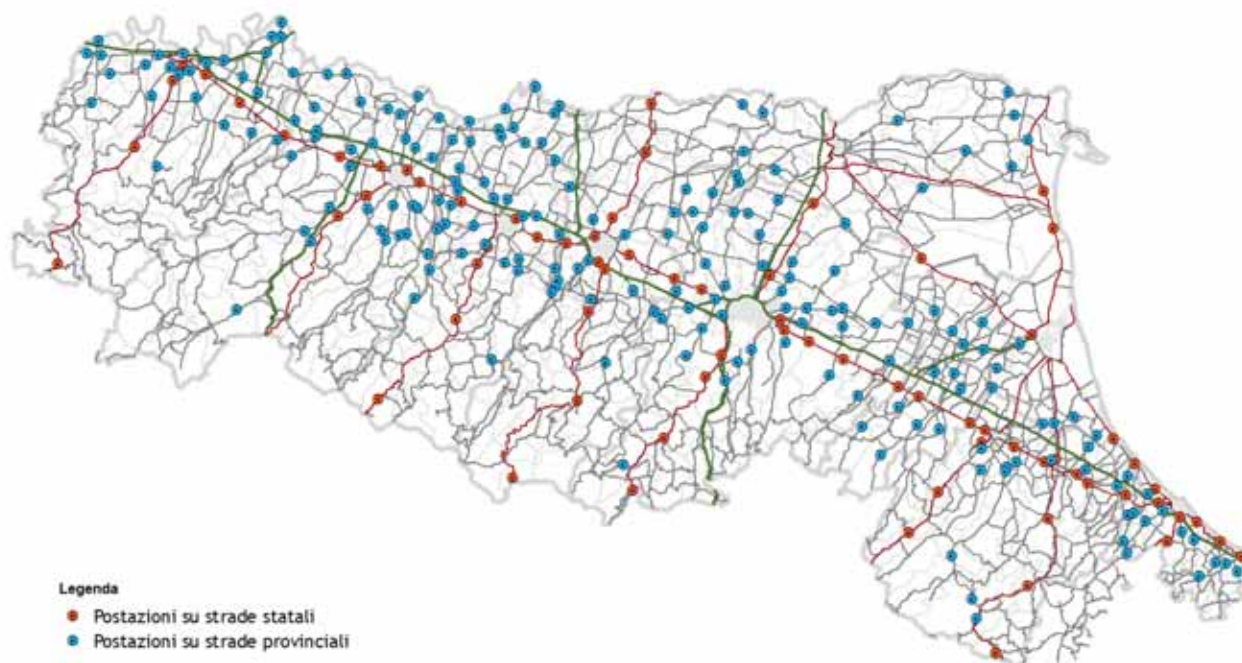 Legenda
Postazioni su strade statali
Postazioni su strade provinciali